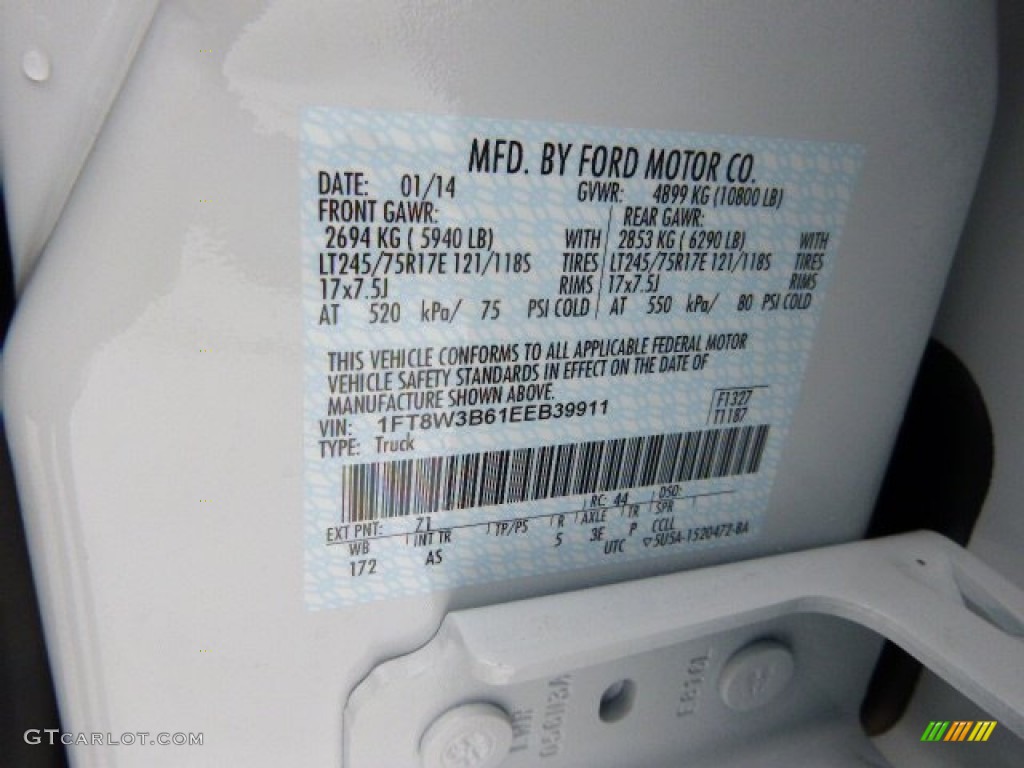 MFD. BY FORD MOTOR CO.
DATE: 01/14 GVWR: 4899 KG (10800 LB)
FRONT GAWR: REAR GAWR:
2694 KG ( 5940 LB) WITH 2853 KG ( 6290 LB) WITH
LT245/75R17E 121/118S TIRES LT245/75R17E 121/118S TIRES
17x7.5J RIMS 17x7.5J RIMS
AT 520 kPa/ 75 PSI COLD AT 550 kPa/ 80 PSI COLD
THIS VEHICLE CONFORMS TO ALL APPLICABLE FEDERAL MOTOR
VEHICLE SAFETY STANDARDS IN EFFECT ON THE DATE OF
MANUFACTURE SHOWN ABOVE.
VIN: 1FT8W3B61EEB39911 F1327
TYPE: Truck T1187
EXT PNT: Z1 RC: 44 DSO:
WB INT TR TP/PS R AXLE TR SPR
172 AS 5 3E P CCLL
UTC ▽5U5A-1520472-BA
GTCARLOT.COM